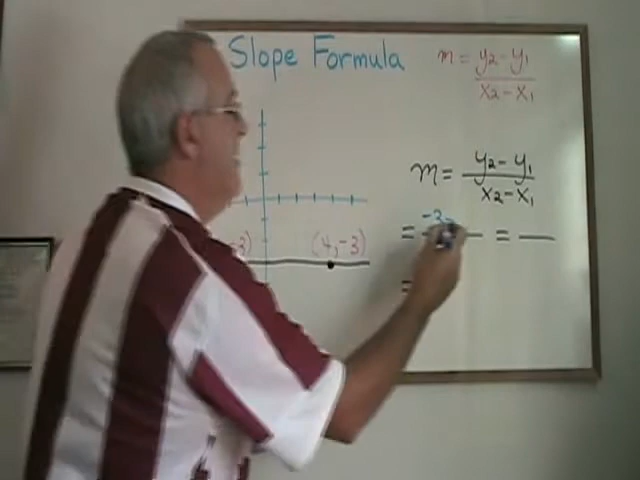 Slope Formula
m = y2 - y1
x2 - x1
m = y2 - y1
x2 - x1
(4,-3)
= -3- = 
=